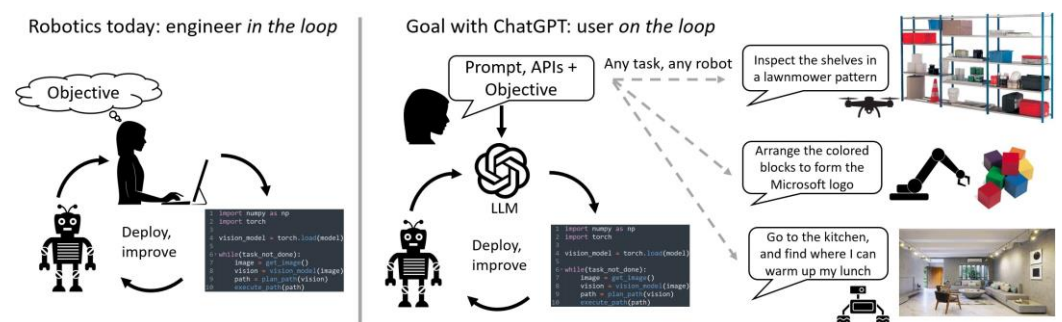 Robotics today: engineer in the loop
Objective
Deploy,
improve
1 import numpy as np
2 import torch
3
4 vision_model = torch.load(model)
5
6 while(task_not_done):
7 image = get_image()
8 vision = vision_model(image)
9 path = plan_path(vision)
10 execute_path(path)
Goal with ChatGPT: user on the loop
Prompt, APIs +
Objective
LLM
Deploy,
improve
1 import numpy as np
2 import torch
3
4 vision_model = torch.load(model)
5
6 while(task_not_done):
7 image = get_image()
8 vision = vision_model(image)
9 path = plan_path(vision)
10 execute_path(path)
Any task, any robot
Inspect the shelves in
a lawnmower pattern
Arrange the colored
blocks to form the
Microsoft logo
Go to the kitchen,
and find where I can
warm up my lunch